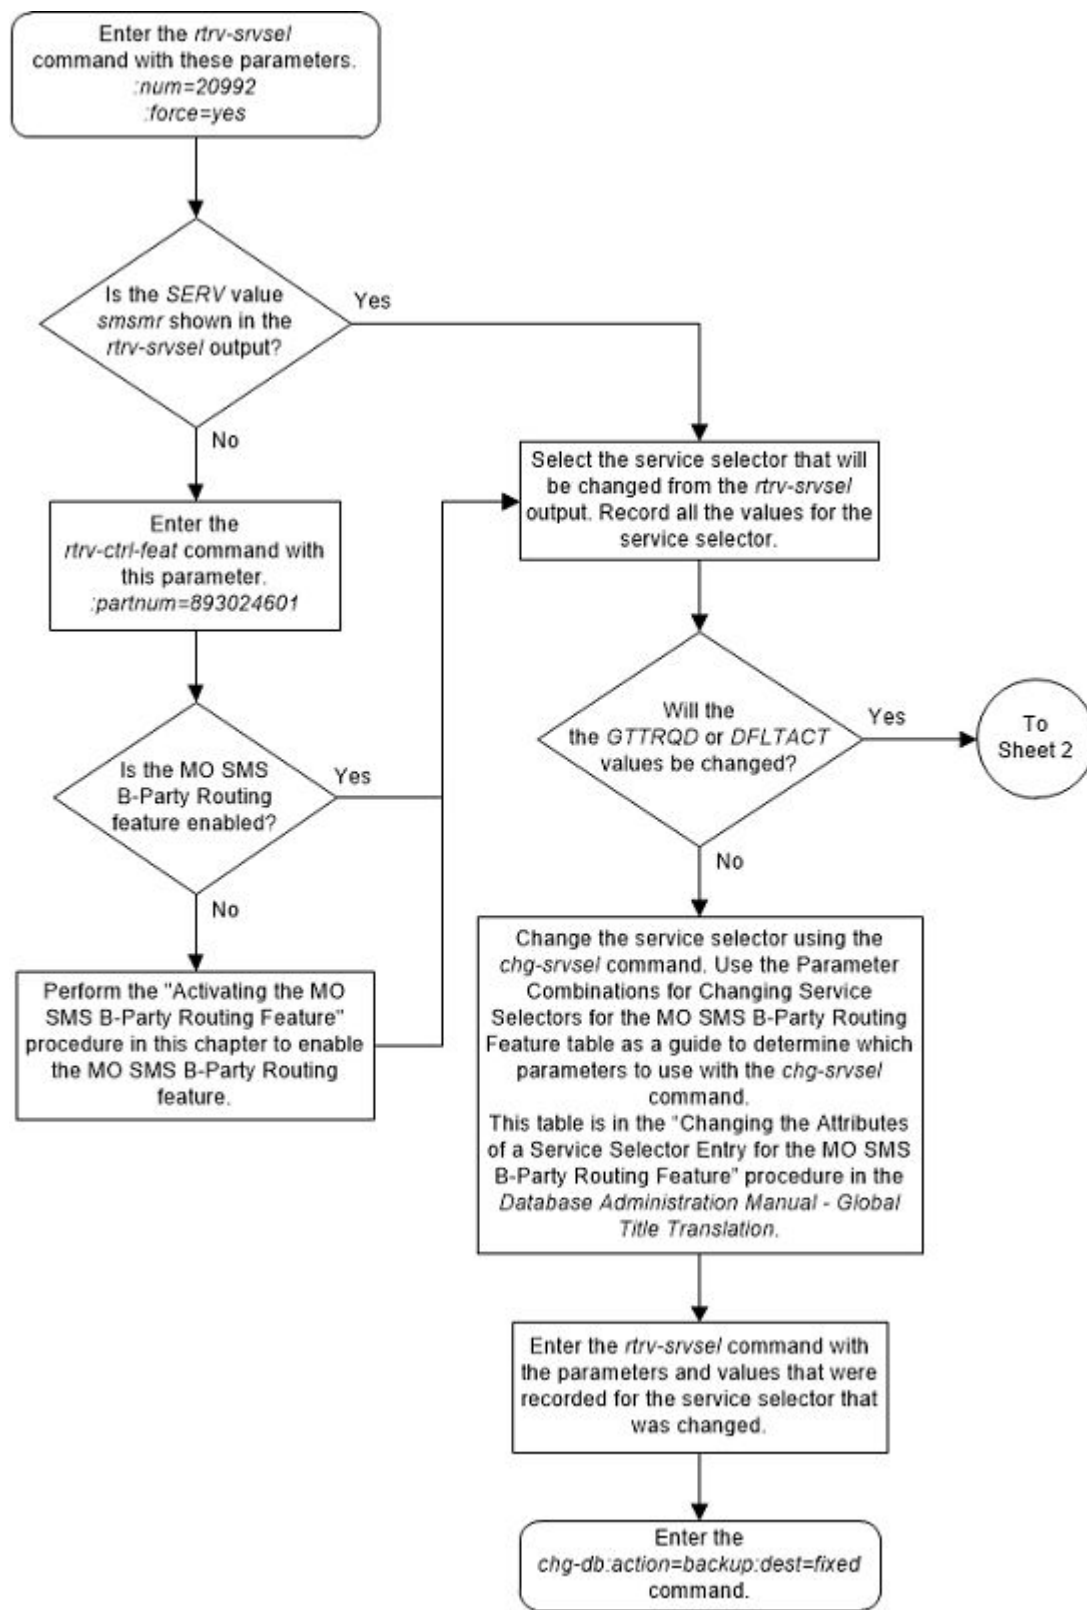 Enter the rtrv-srvsel
command with these parameters.
:num=20992
:force=yes
Is the SERV value
smsmr shown in the
rtrv-srvsel output?
Yes
No
Enter the
rtrv-ctrl-feat command with
this parameter.
:partnum=893024601
Is the MO SMS
B-Party Routing
feature enabled?
Yes
No
Perform the "Activating the MO
SMS B-Party Routing Feature"
procedure in this chapter to enable
the MO SMS B-Party Routing
feature.
Select the service selector that will
be changed from the rtrv-srvsel
output. Record all the values for the
service selector.
Will the
the GTTRQD or DFLTACT
values be changed?
Yes
To
Sheet 2
No
Change the service selector using the
chg-srvsel command. Use the Parameter
Combinations for Changing Service
Selectors for the MO SMS B-Party Routing
Feature table as a guide to determine which
parameters to use with the chg-srvsel
command.
This table is in the "Changing the Attributes
of a Service Selector Entry for the MO SMS
B-Party Routing Feature" procedure in the
Database Administration Manual - Global
Title Translation.
Enter the rtrv-srvsel command with
the parameters and values that were
recorded for the service selector that
was changed.
Enter the
chg-db:action=backup:dest=fixed
command.